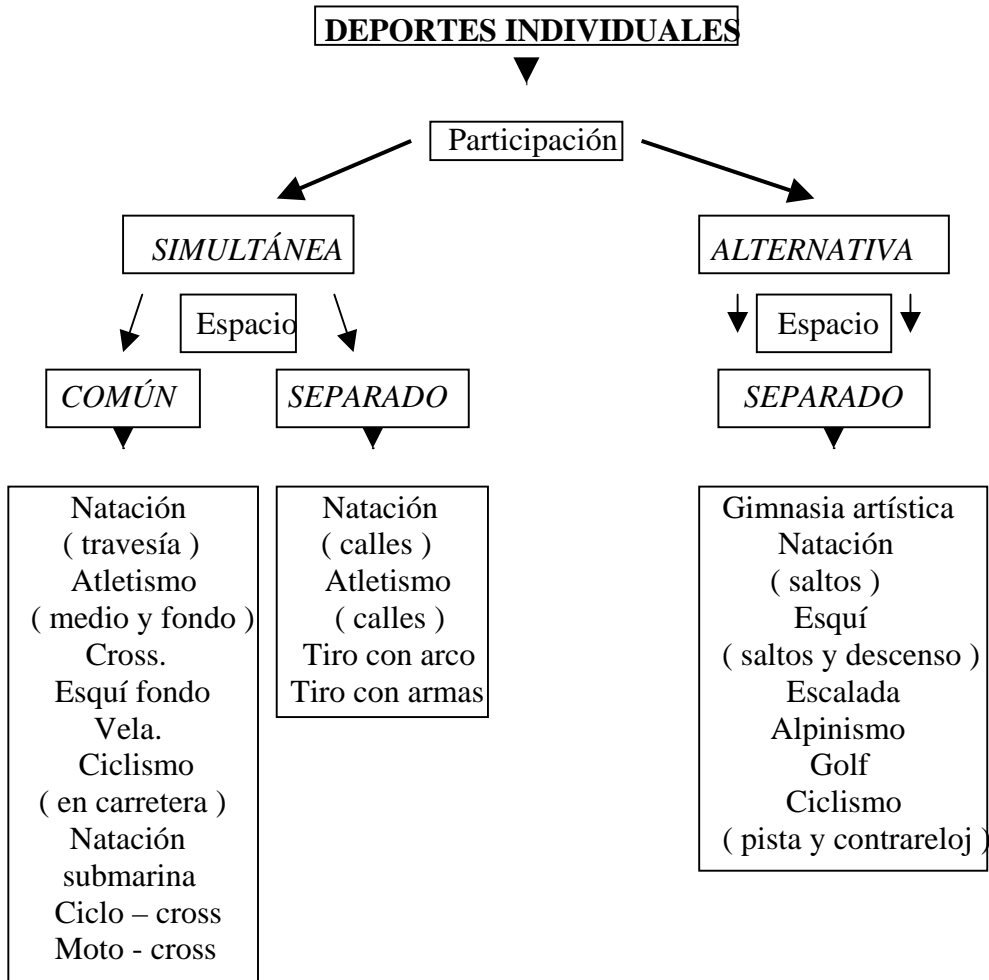 DEPORTES INDIVIDUALES
Participación
SIMULTÁNEA
ALTERNATIVA
Espacio
Espacio
COMÚN
SEPARADO
SEPARADO
Natación
( travesía )
Atletismo
( medio y fondo )
Cross.
Esquí fondo
Vela.
Ciclismo
( en carretera )
Natación
submarina
Ciclo – cross
Moto - cross
Natación
( calles )
Atletismo
( calles )
Tiro con arco
Tiro con armas
Gimnasia artística
Natación
( saltos )
Esquí
( saltos y descenso )
Escalada
Alpinismo
Golf
Ciclismo
( pista y contrareloj )